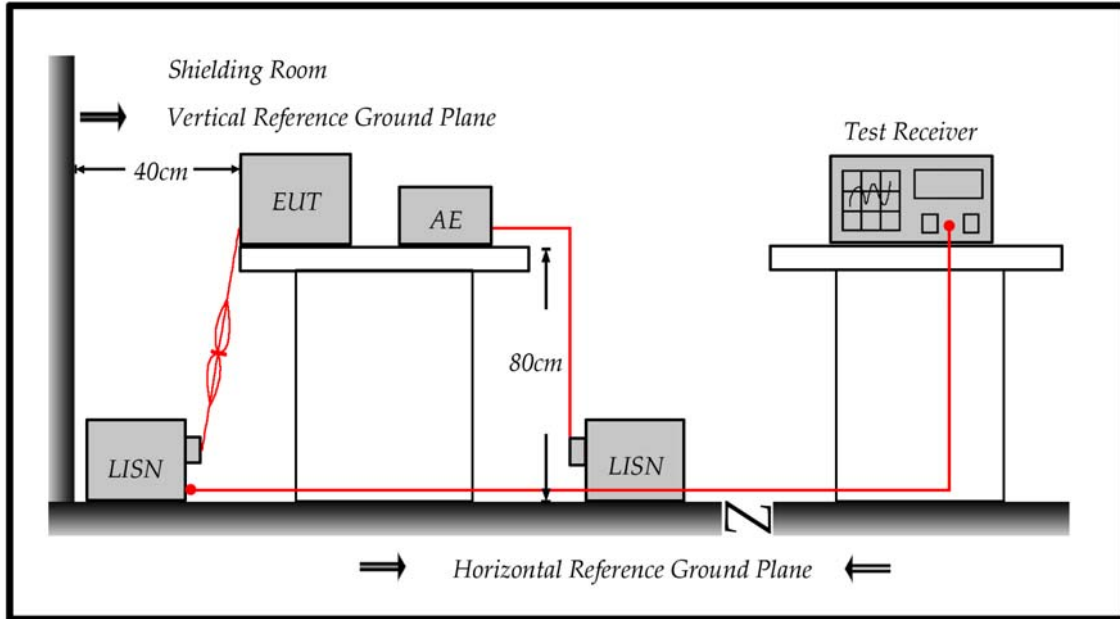 Shielding Room
Vertical Reference Ground Plane
Test Receiver
40cm
EUT
AE
80cm
LISN
LISN
Horizontal Reference Ground Plane